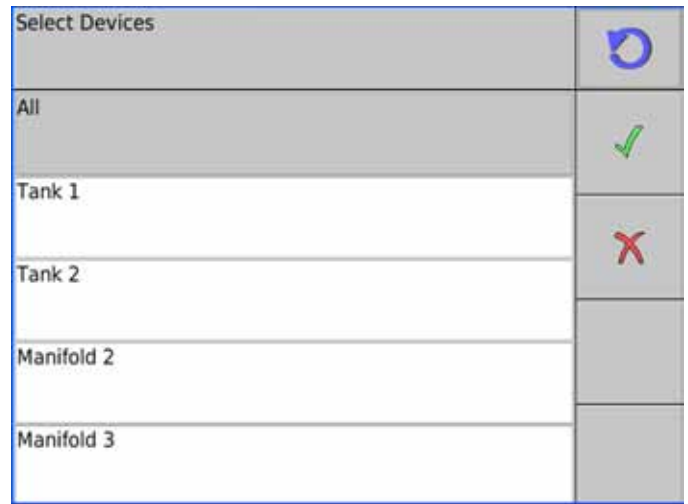 Select Devices
All
Tank 1
Tank 2
Manifold 2
Manifold 3